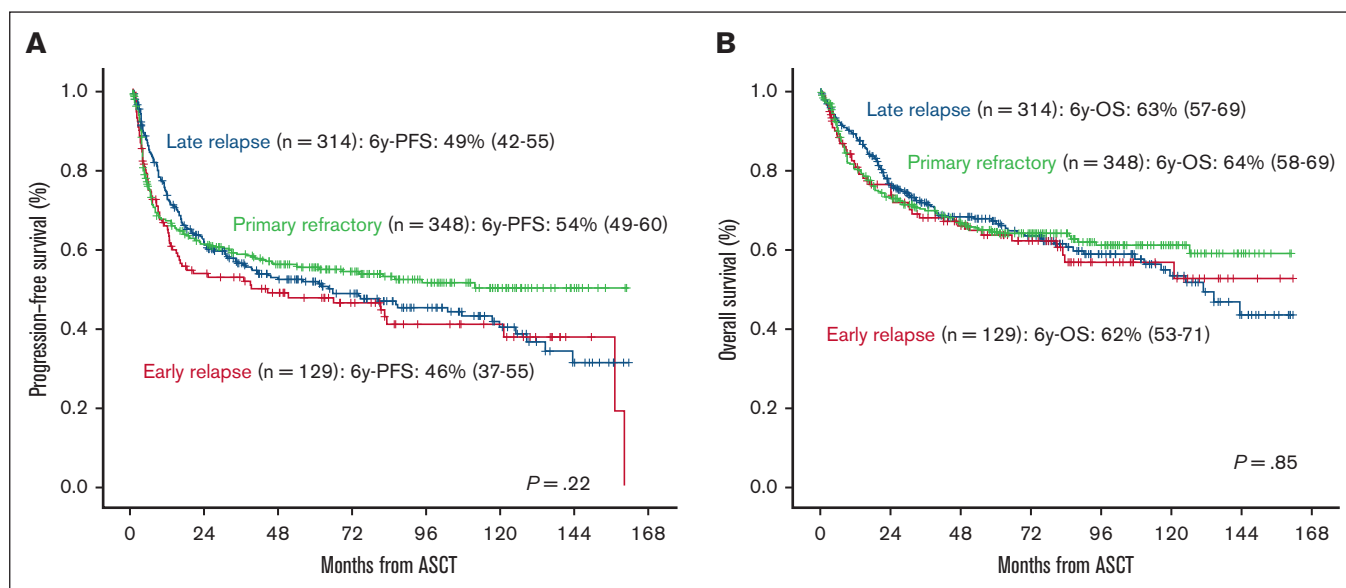 A
Progression-free survival (%)
1.0
0.8
0.6
0.4
0.2
0.0
Late relapse (n = 314): 6y-PFS: 49% (42-55)
Primary refractory (n = 348): 6y-PFS: 54% (49-60)
Early relapse (n = 129): 6y-PFS: 46% (37-55)
P = .22
0 24 48 72 96 120 144 168
Months from ASCT
B
Overall survival (%)
1.0
0.8
0.6
0.4
0.2
0.0
Late relapse (n = 314): 6y-OS: 63% (57-69)
Primary refractory (n = 348): 6y-OS: 64% (58-69)
Early relapse (n = 129): 6y-OS: 62% (53-71)
P = .85
0 24 48 72 96 120 144 168
Months from ASCT